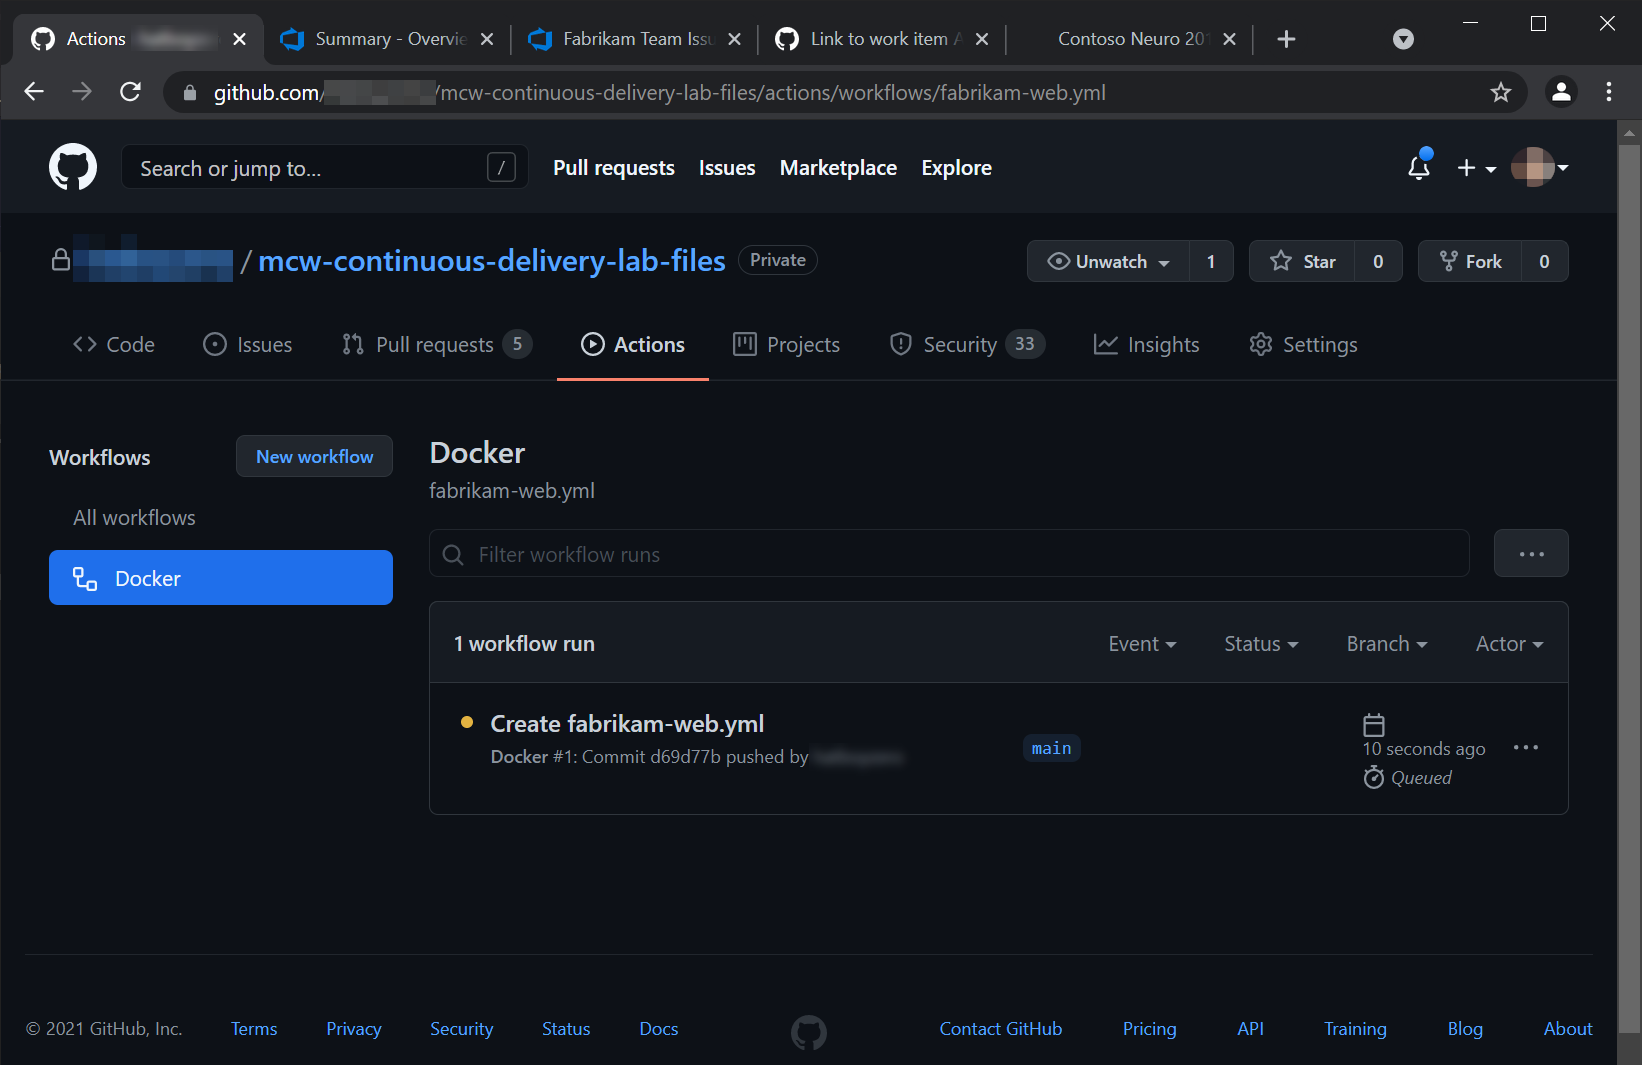 Actions
Summary - Overvie
Fabrikam Team Issu
Link to work item A
Contoso Neuro 201
github.com/
/mcw-continuous-delivery-lab-files/actions/workflows/fabrikam-web.yml
Search or jump to...
/
Pull requests
Issues
Marketplace
Explore
/ mcw-continuous-delivery-lab-files
Private
Unwatch
1
Star
0
Fork
0
Code
Issues
Pull requests
5
Actions
Projects
Security
33
Insights
Settings
Workflows
New workflow
All workflows
Docker
Docker
fabrikam-web.yml
Filter workflow runs
1 workflow run
Event
Status
Branch
Actor
Create fabrikam-web.yml
Docker #1: Commit d69d77b pushed by
main
10 seconds ago
Queued
© 2021 GitHub, Inc.
Terms
Privacy
Security
Status
Docs
Contact GitHub
Pricing
API
Training
Blog
About